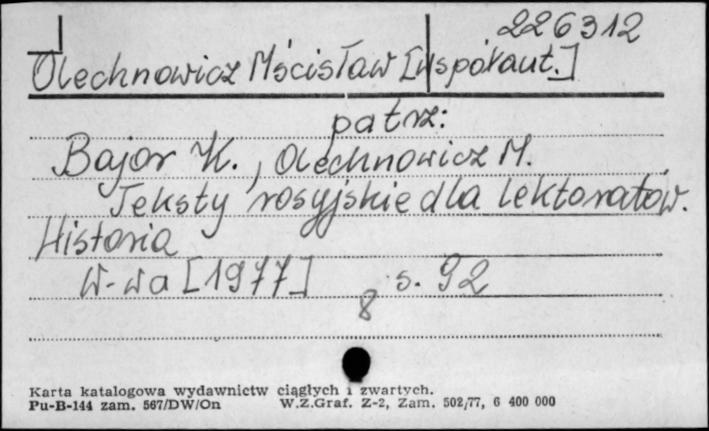 226312
Olechnowicz Mścisław [współaut.]
patrz:
Bajor K., Olechnowicz M.
Teksty rosyjskie dla lektoratów.
Historia
W-wa [1977] s. 92
8
Karta katalogowa wydawnictw ciągłych i zwartych.
Pu-B-144 zam. 567/DW/On W.Z.Graf. Z-2, Zam. 502/77, 6 400 000